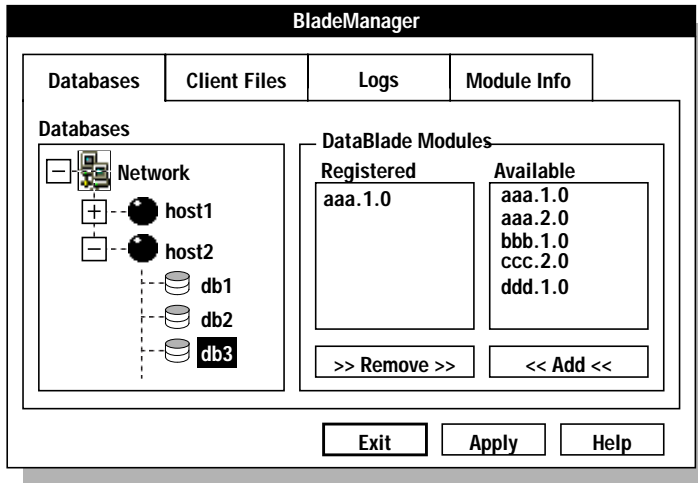 BladeManager
Databases
Client Files
Logs
Module Info
Databases
Network
host1
host2
db1
db2
db3
DataBlade Modules
Registered
aaa.1.0
Available
aaa.1.0
aaa.2.0
bbb.1.0
ccc.2.0
ddd.1.0
>> Remove >>
<< Add <<
Exit
Apply
Help